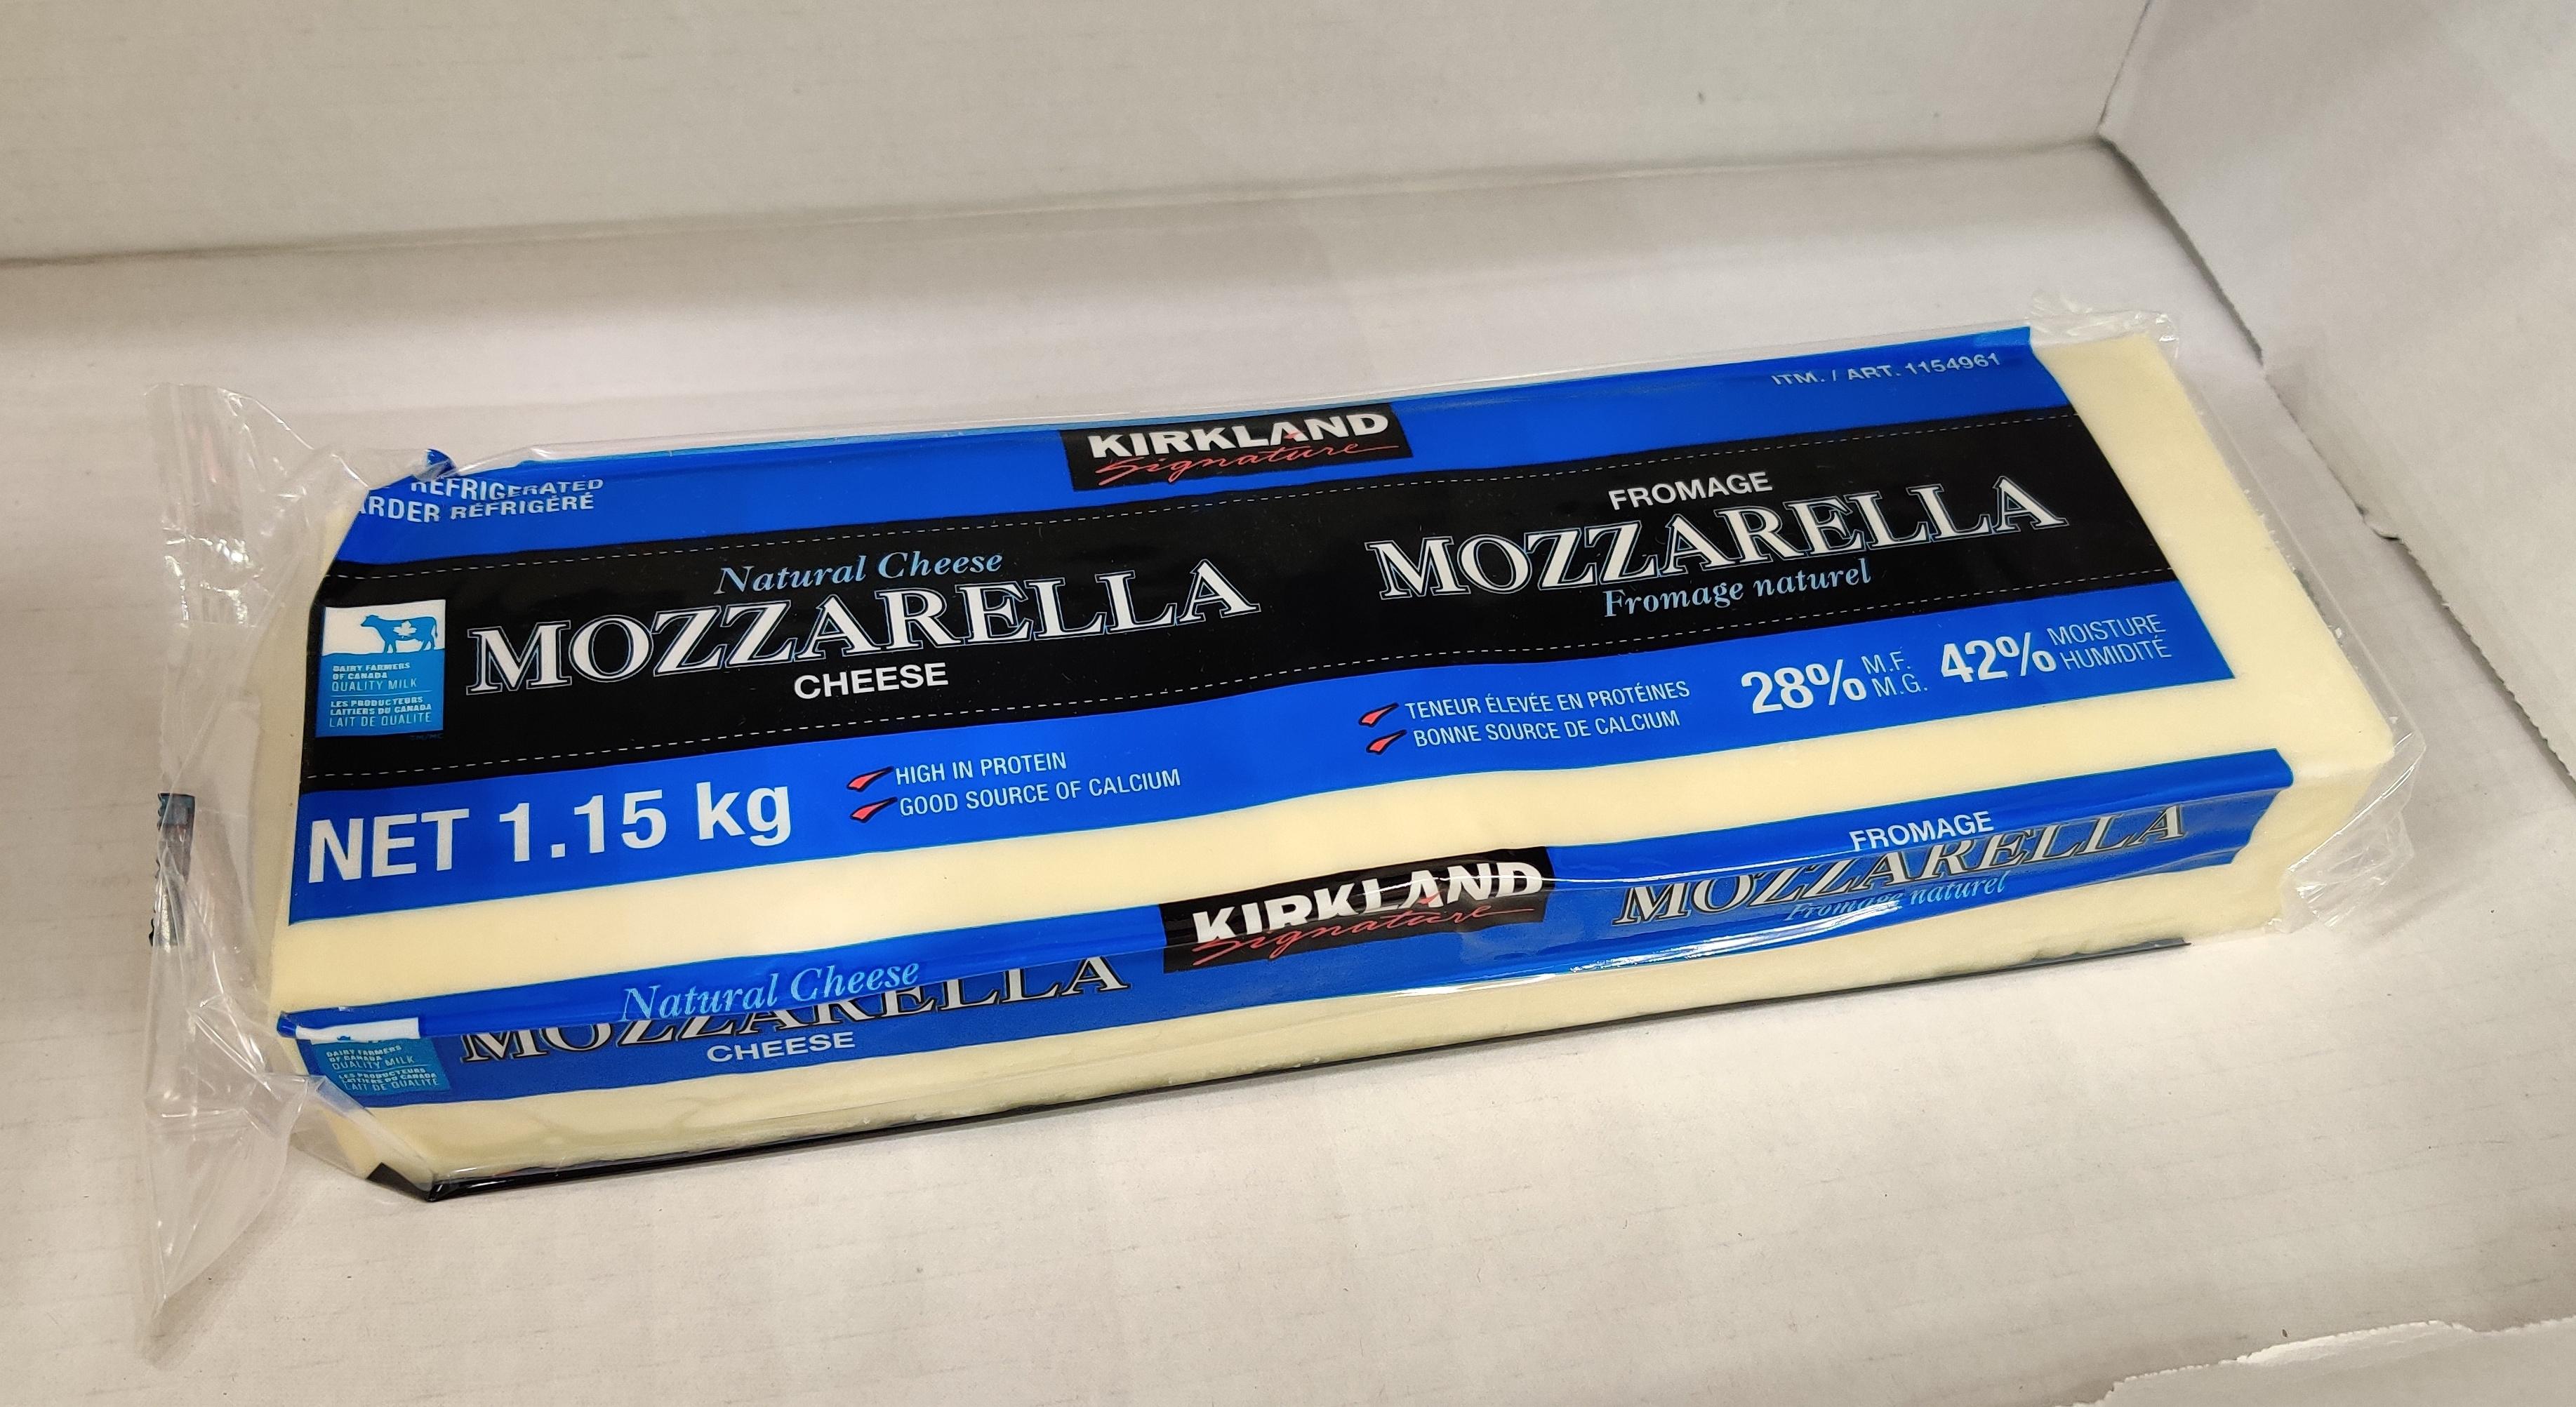 REFRIGERATED
RÉFRIGÉRÉ
KIRKLAND
Signature
ITM. / ART. 1154961
Natural Cheese
MOZZARELLA
CHEESE
FROMAGE
MOZZARELLA
Fromage naturel
DAIRY FARMERS
OF CANADA
QUALITY MILK
LES PRODUCTEURS
LAITIERS DU CANADA
LAIT DE QUALITÉ
NET 1.15 kg
HIGH IN PROTEIN
GOOD SOURCE OF CALCIUM
TENEUR ÉLEVÉE EN PROTÉINES
BONNE SOURCE DE CALCIUM
28% M.F.
M.G.
42% MOISTURE
HUMIDITÉ
Natural Cheese
MOZZARELLA
CHEESE
KIRKLAND
Signature
FROMAGE
MOZZARELLA
Fromage naturel
DAIRY FARMERS
OF CANADA
QUALITY MILK
LES PRODUCTEURS
LAITIERS DU CANADA
LAIT DE QUALITÉ